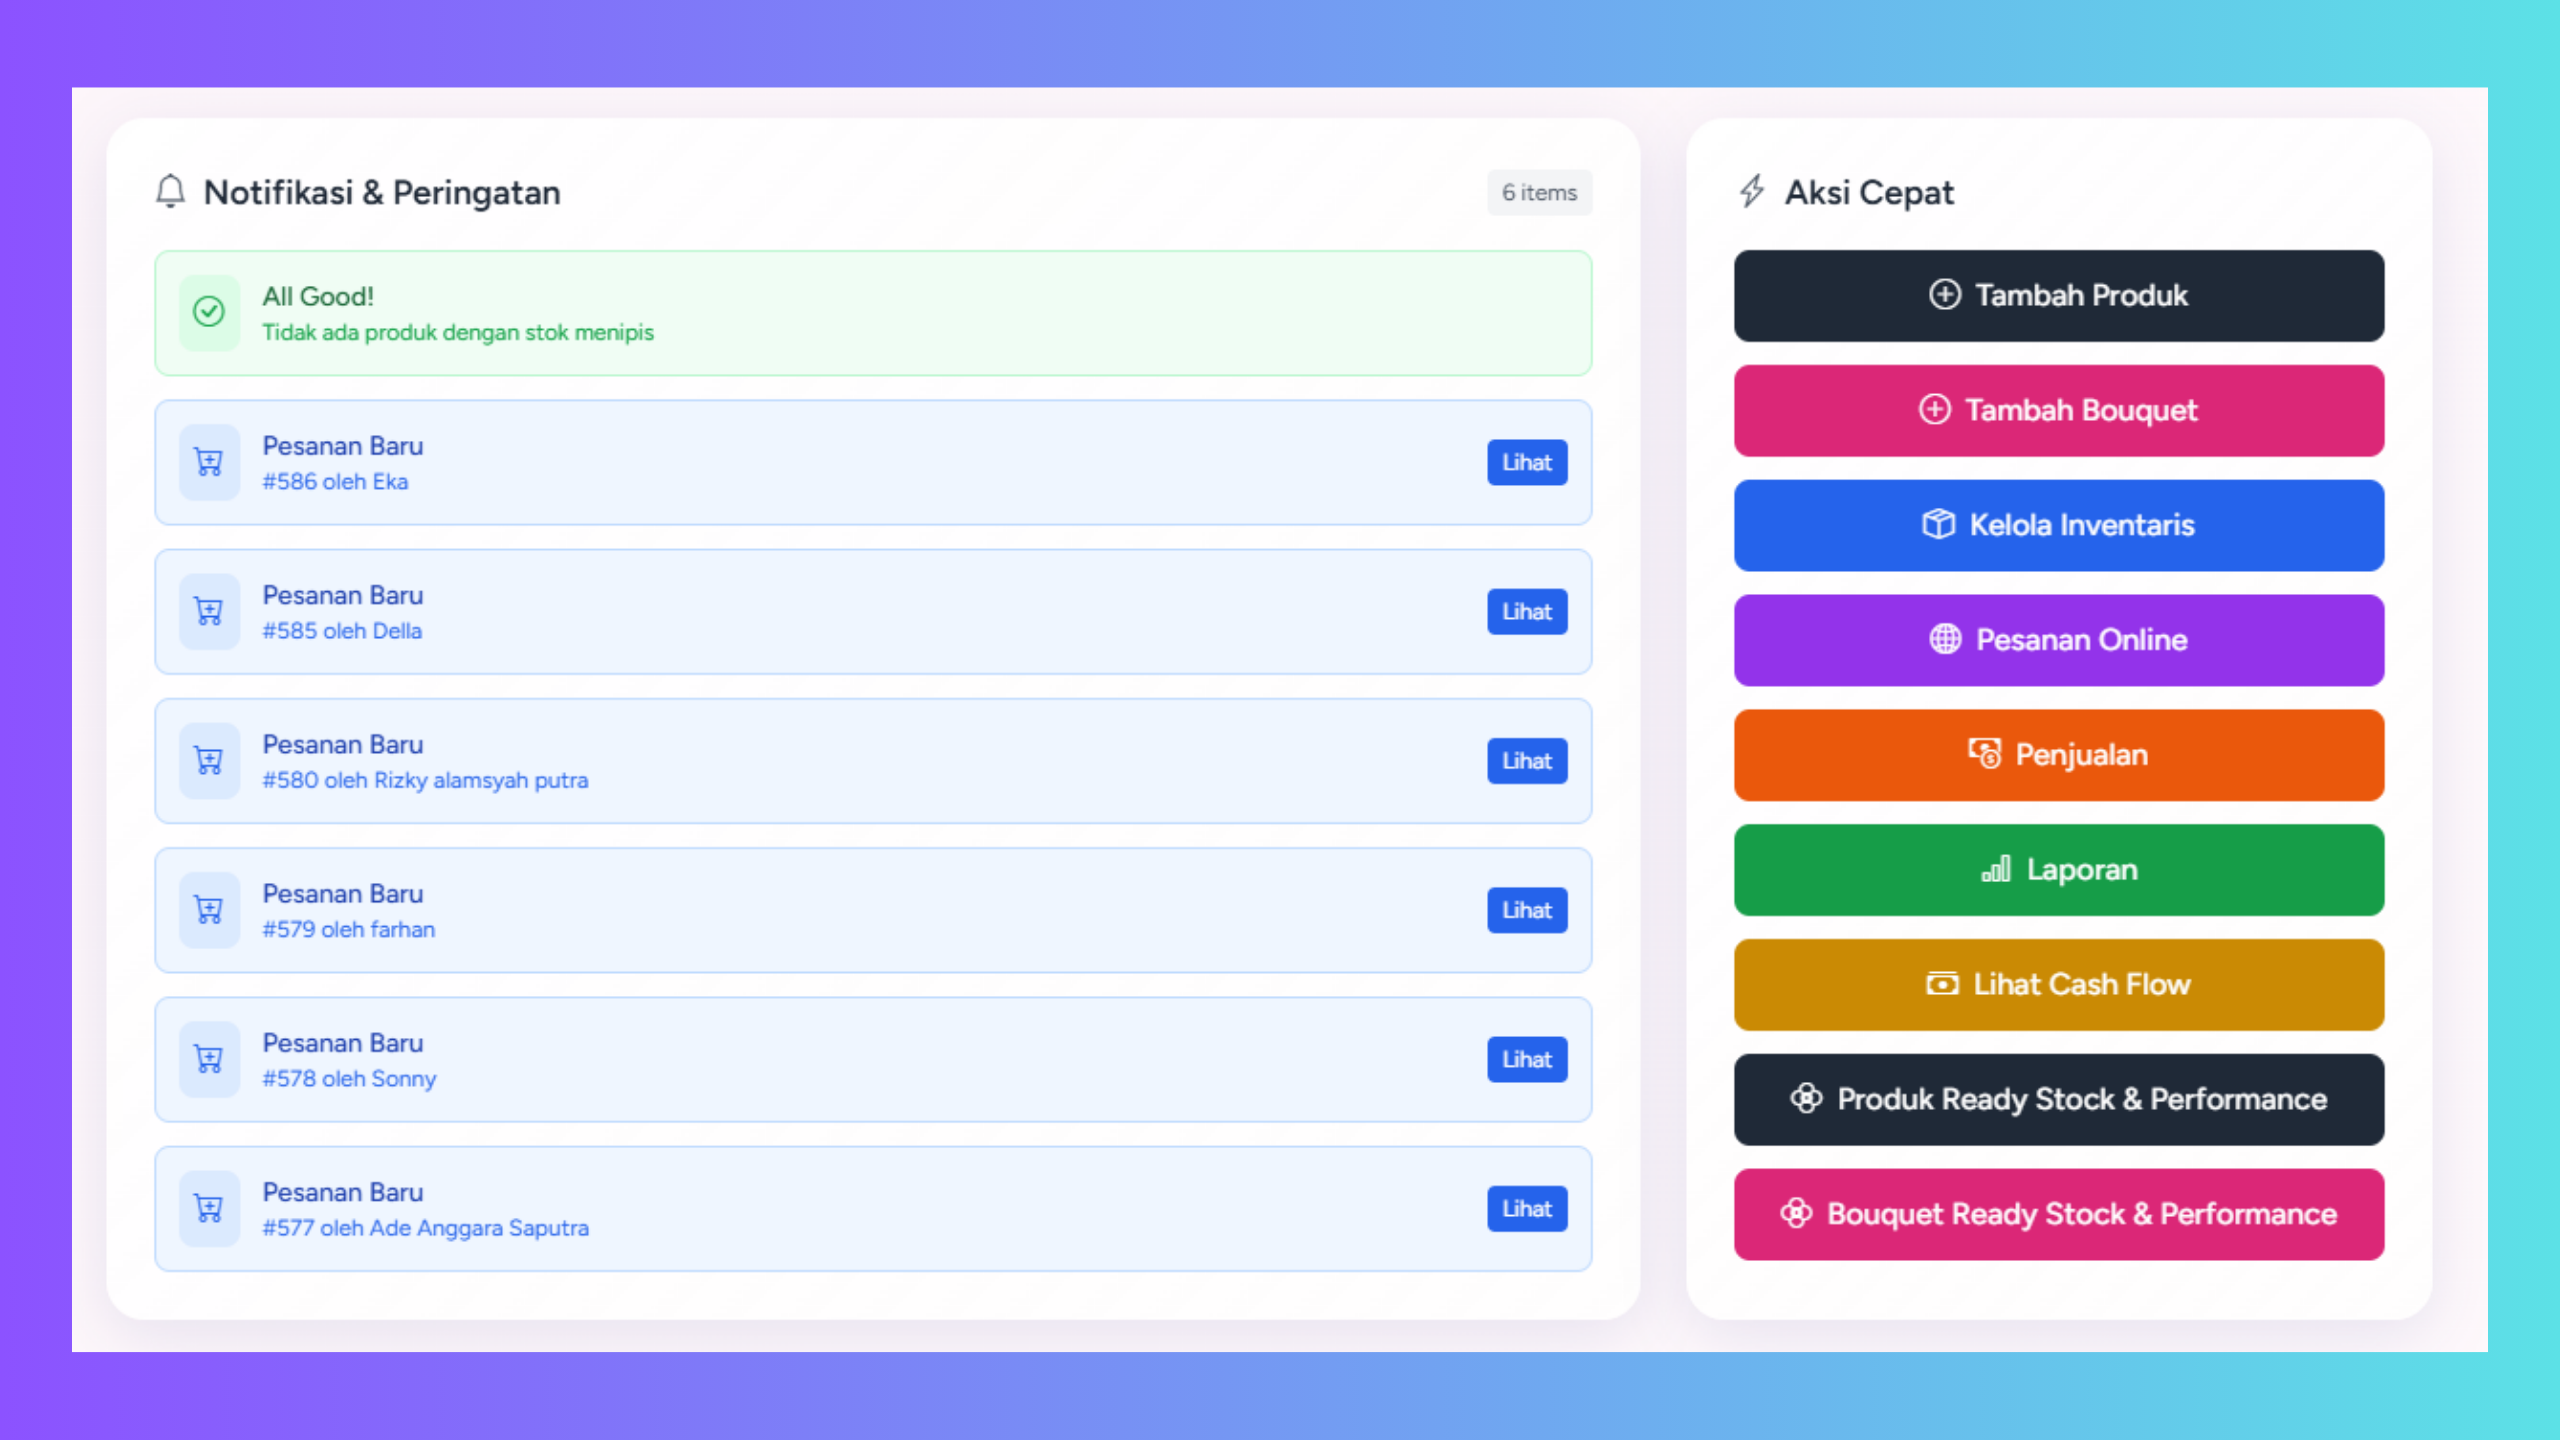 Notifikasi & Peringatan
6 items
All Good!
Tidak ada produk dengan stok menipis
Pesanan Baru
#586 oleh Eka
Lihat
Pesanan Baru
#585 oleh Della
Lihat
Pesanan Baru
#580 oleh Rizky alamsyah putra
Lihat
Pesanan Baru
#579 oleh farhan
Lihat
Pesanan Baru
#578 oleh Sonny
Lihat
Pesanan Baru
#577 oleh Ade Anggara Saputra
Lihat
Aksi Cepat
Tambah Produk
Tambah Bouquet
Kelola Inventaris
Pesanan Online
Penjualan
Laporan
Lihat Cash Flow
Produk Ready Stock & Performance
Bouquet Ready Stock & Performance